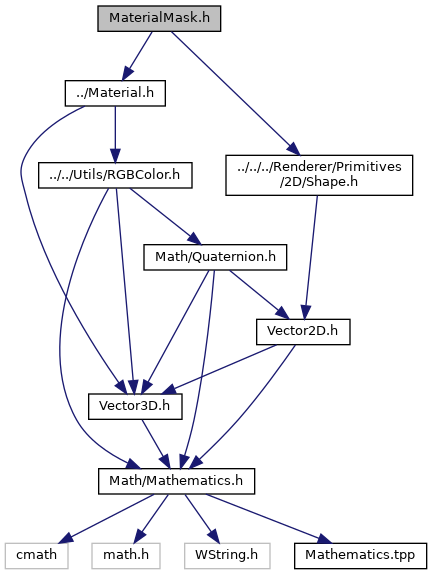 MaterialMask.h
../Material.h
../../Utils/RGBColor.h
../../../Renderer/Primitives
/2D/Shape.h
Math/Quaternion.h
Vector2D.h
Vector3D.h
Math/Mathematics.h
cmath
math.h
WString.h
Mathematics.tpp